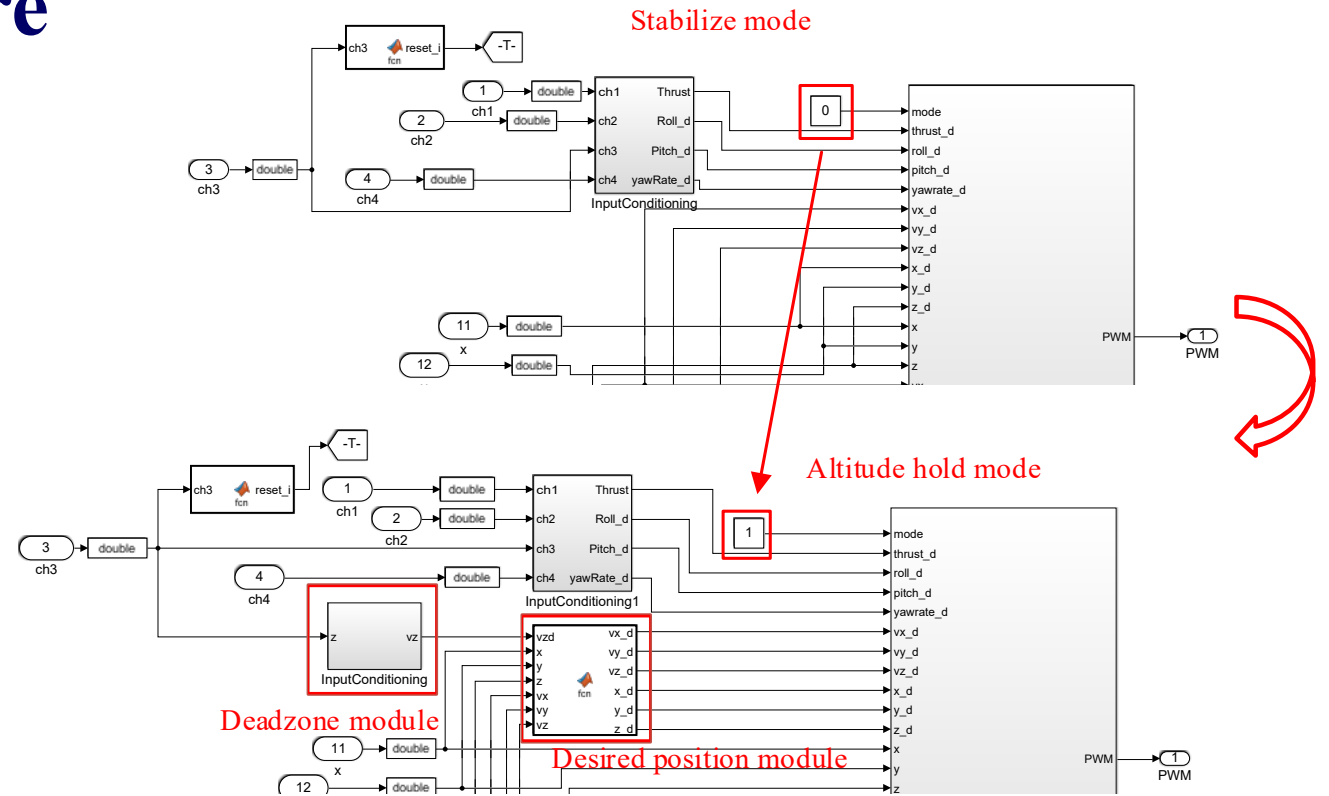 re
Stabilize mode
ch3
reset_i
fcn
-T-
1
ch1
double
2
ch2
double
3
ch3
double
4
ch4
double
ch1
ch2
ch3
ch4
Thrust
Roll_d
Pitch_d
yawRate_d
InputConditioning
0
mode
thrust_d
roll_d
pitch_d
yawrate_d
vx_d
vy_d
vz_d
x_d
y_d
z_d
x
y
z
11
x
double
12
double
PWM
1
PWM
Altitude hold mode
ch3
reset_i
fcn
-T-
1
ch1
double
2
ch2
double
3
ch3
double
4
ch4
double
ch1
ch2
ch3
ch4
Thrust
Roll_d
Pitch_d
yawRate_d
InputConditioning1
1
z
vz
InputConditioning
Deadzone module
vzd
x
y
z
vx
vy
vz
fcn
vx_d
vy_d
vz_d
x_d
y_d
z_d
Desired position module
mode
thrust_d
roll_d
pitch_d
yawrate_d
vx_d
vy_d
vz_d
x_d
y_d
z_d
x
y
z
11
x
double
12
double
PWM
1
PWM